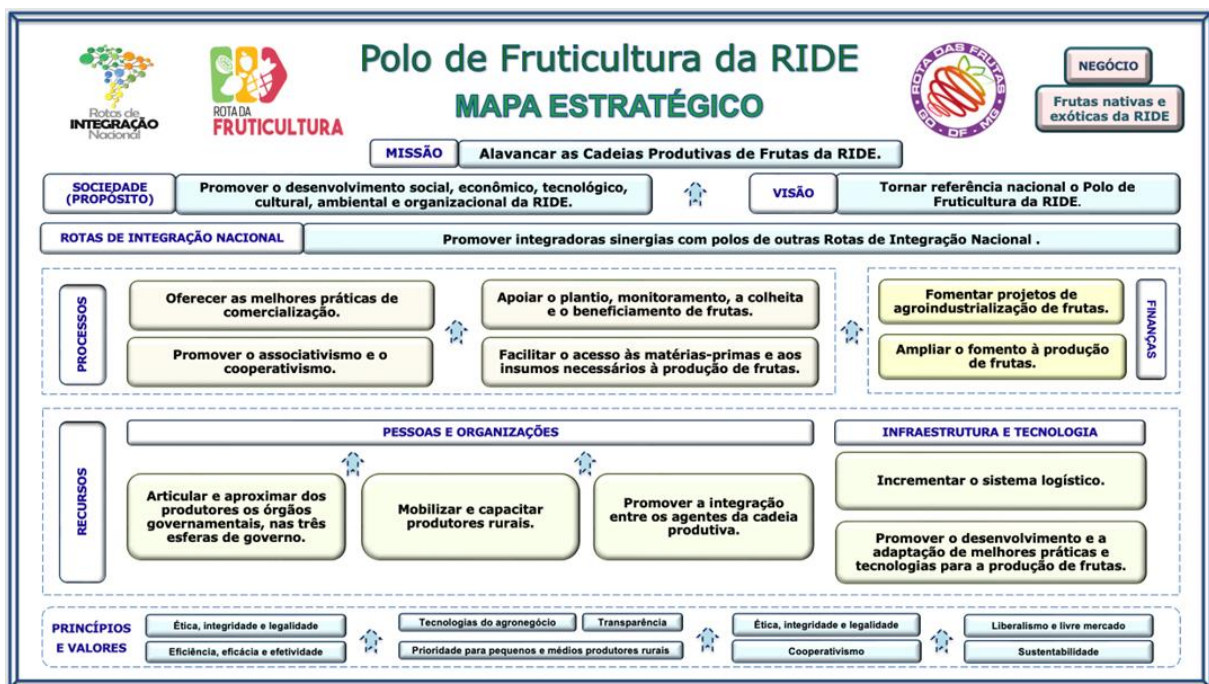 Rotas de
INTEGRAÇÃO
Nacional
ROTA DA
FRUTICULTURA
Polo de Fruticultura da RIDE
MAPA ESTRATÉGICO
ROTA DAS FRUTAS
GO - DF - MG
NEGÓCIO
Frutas nativas e
exóticas da RIDE
MISSÃO
Alavancar as Cadeias Produtivas de Frutas da RIDE.
SOCIEDADE
(PROPÓSITO)
Promover o desenvolvimento social, econômico, tecnológico,
cultural, ambiental e organizacional da RIDE.
VISÃO
Tornar referência nacional o Polo de
Fruticultura da RIDE.
ROTAS DE INTEGRAÇÃO NACIONAL
Promover integradoras sinergias com polos de outras Rotas de Integração Nacional .
PROCESSOS
Oferecer as melhores práticas de
comercialização.
Promover o associativismo e o
cooperativismo.
Apoiar o plantio, monitoramento, a colheita
e o beneficiamento de frutas.
Facilitar o acesso às matérias-primas e aos
insumos necessários à produção de frutas.
Fomentar projetos de
agroindustrialização de frutas.
Ampliar o fomento à produção
de frutas.
FINANÇAS
RECURSOS
PESSOAS E ORGANIZAÇÕES
Articular e aproximar dos
produtores os órgãos
governamentais, nas três
esferas de governo.
Mobilizar e capacitar
produtores rurais.
Promover a integração
entre os agentes da cadeia
produtiva.
INFRAESTRUTURA E TECNOLOGIA
Incrementar o sistema logístico.
Promover o desenvolvimento e a
adaptação de melhores práticas e
tecnologias para a produção de frutas.
PRINCÍPIOS
E VALORES
Ética, integridade e legalidade
Eficiência, eficácia e efetividade
Tecnologias do agronegócio
Transparência
Prioridade para pequenos e médios produtores rurais
Ética, integridade e legalidade
Cooperativismo
Liberalismo e livre mercado
Sustentabilidade